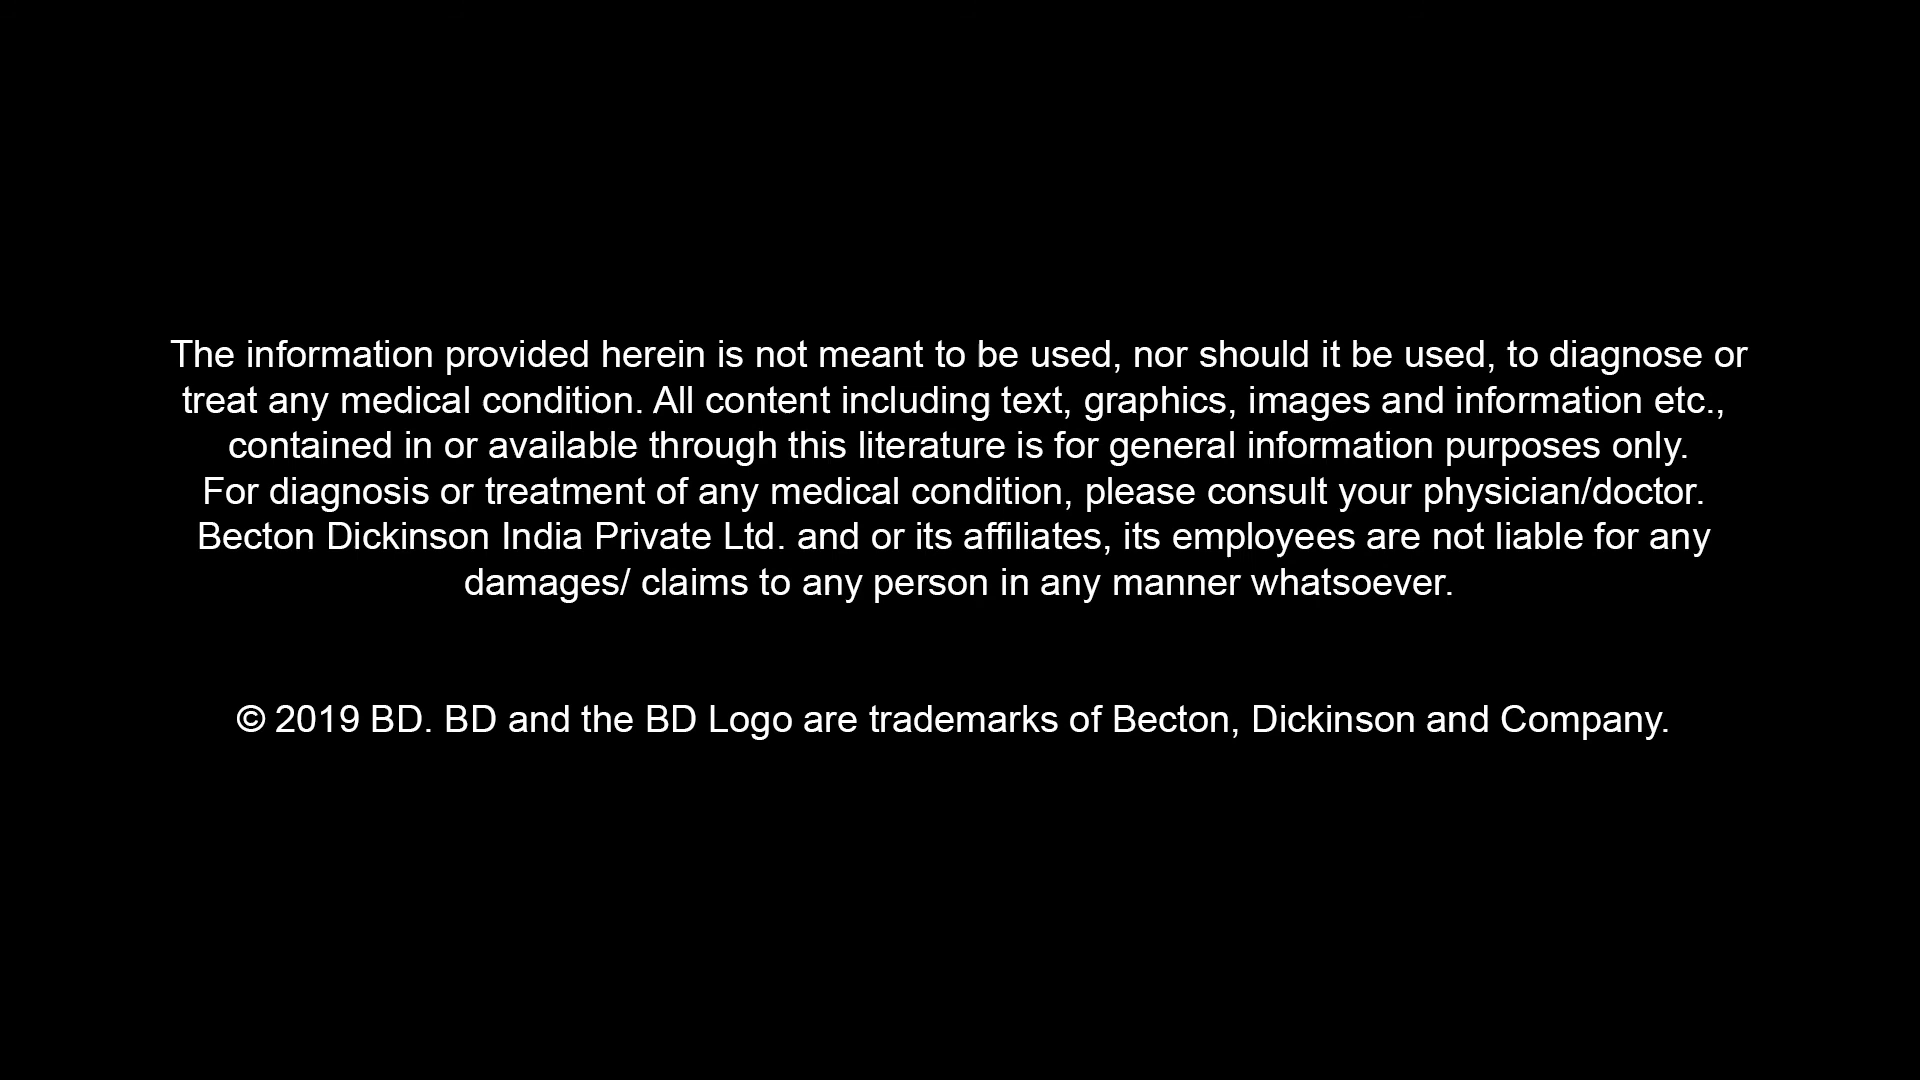 The information provided herein is not meant to be used, nor should it be used, to diagnose or
treat any medical condition. All content including text, graphics, images and information etc.,
contained in or available through this literature is for general information purposes only.
For diagnosis or treatment of any medical condition, please consult your physician/doctor.
Becton Dickinson India Private Ltd. and or its affiliates, its employees are not liable for any
damages/ claims to any person in any manner whatsoever.
© 2019 BD. BD and the BD Logo are trademarks of Becton, Dickinson and Company.